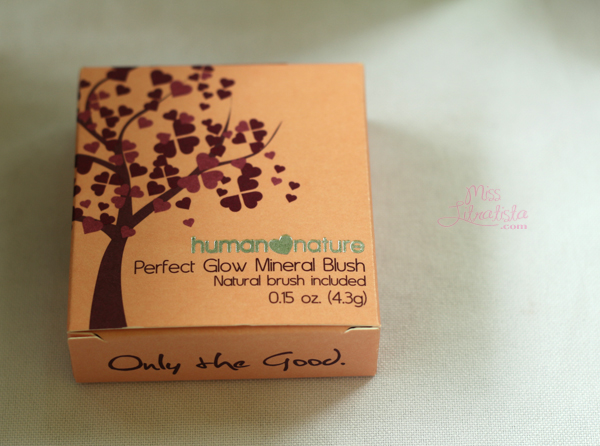 human nature
Perfect Glow Mineral Blush
Natural brush included
0.15 oz. (4.3g)
Only the Good.
Miss
.com